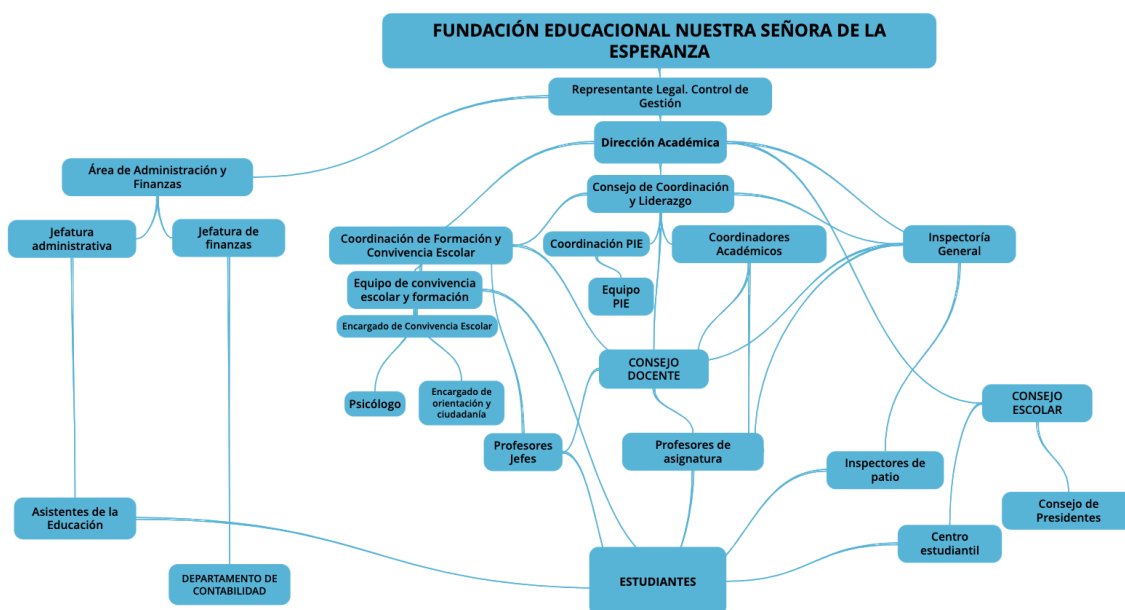 FUNDACIÓN EDUCACIONAL NUESTRA SEÑORA DE LA
ESPERANZA
Representante Legal. Control de
Gestión
Dirección Académica
Área de Administración y
Finanzas
Consejo de Coordinación
y Liderazgo
Jefatura
administrativa
Jefatura de
finanzas
Coordinación de Formación y
Convivencia Escolar
Coordinación PIE
Coordinadores
Académicos
Inspectoría
General
Equipo de convivencia
escolar y formación
Equipo
PIE
Encargado de Convivencia Escolar
CONSEJO
DOCENTE
Psicólogo
Encargado de
orientación y
ciudadanía
CONSEJO
ESCOLAR
Profesores
Jefes
Profesores de
asignatura
Inspectores de
patio
Asistentes de la
Educación
Consejo de
Presidentes
Centro
estudiantil
DEPARTAMENTO DE
CONTABILIDAD
ESTUDIANTES